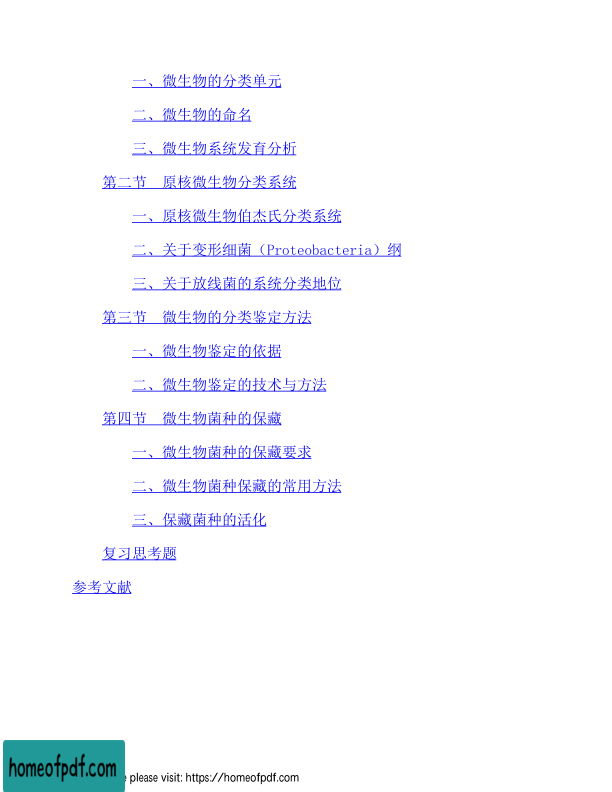 一、微生物的分类单元
二、微生物的命名
三、微生物系统发育分析
第二节　原核微生物分类系统
一、原核微生物伯杰氏分类系统
二、关于变形细菌（Proteobacteria）纲
三、关于放线菌的系统分类地位
第三节　微生物的分类鉴定方法
一、微生物鉴定的依据
二、微生物鉴定的技术与方法
第四节　微生物菌种的保藏
一、微生物菌种的保藏要求
二、微生物菌种保藏的常用方法
三、保藏菌种的活化
复习思考题
参考文献
homeofpdf.com
please visit: https://homeofpdf.com